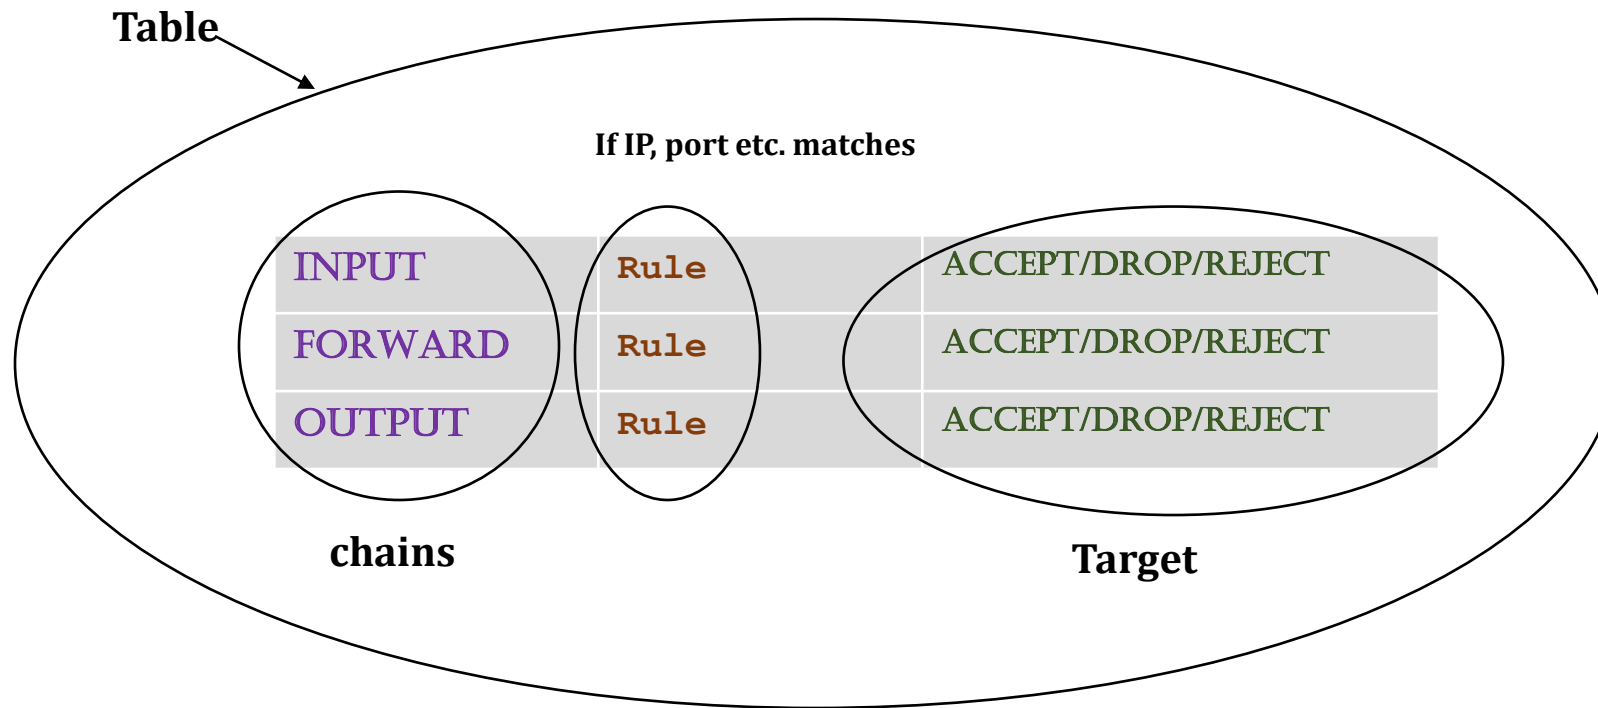 Table
If IP, port etc. matches
INPUT Rule ACCEPT/DROP/REJECT
FORWARD Rule ACCEPT/DROP/REJECT
OUTPUT Rule ACCEPT/DROP/REJECT
chains Target